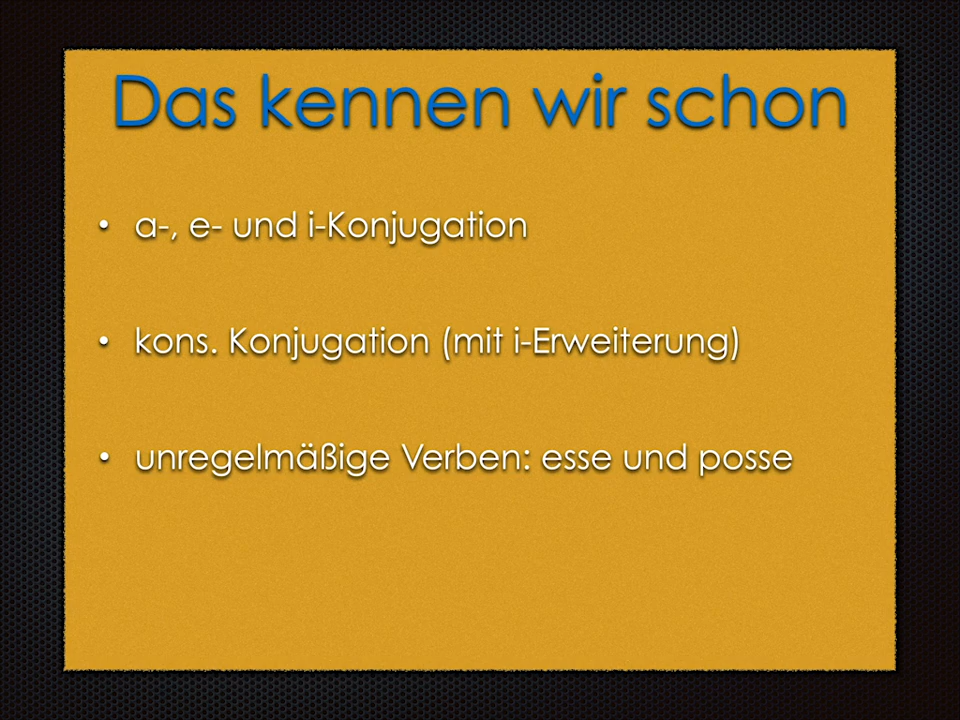 Das kennen wir schon
• a-, e- und i-Konjugation
• kons. Konjugation (mit i-Erweiterung)
• unregelmäßige Verben: esse und posse